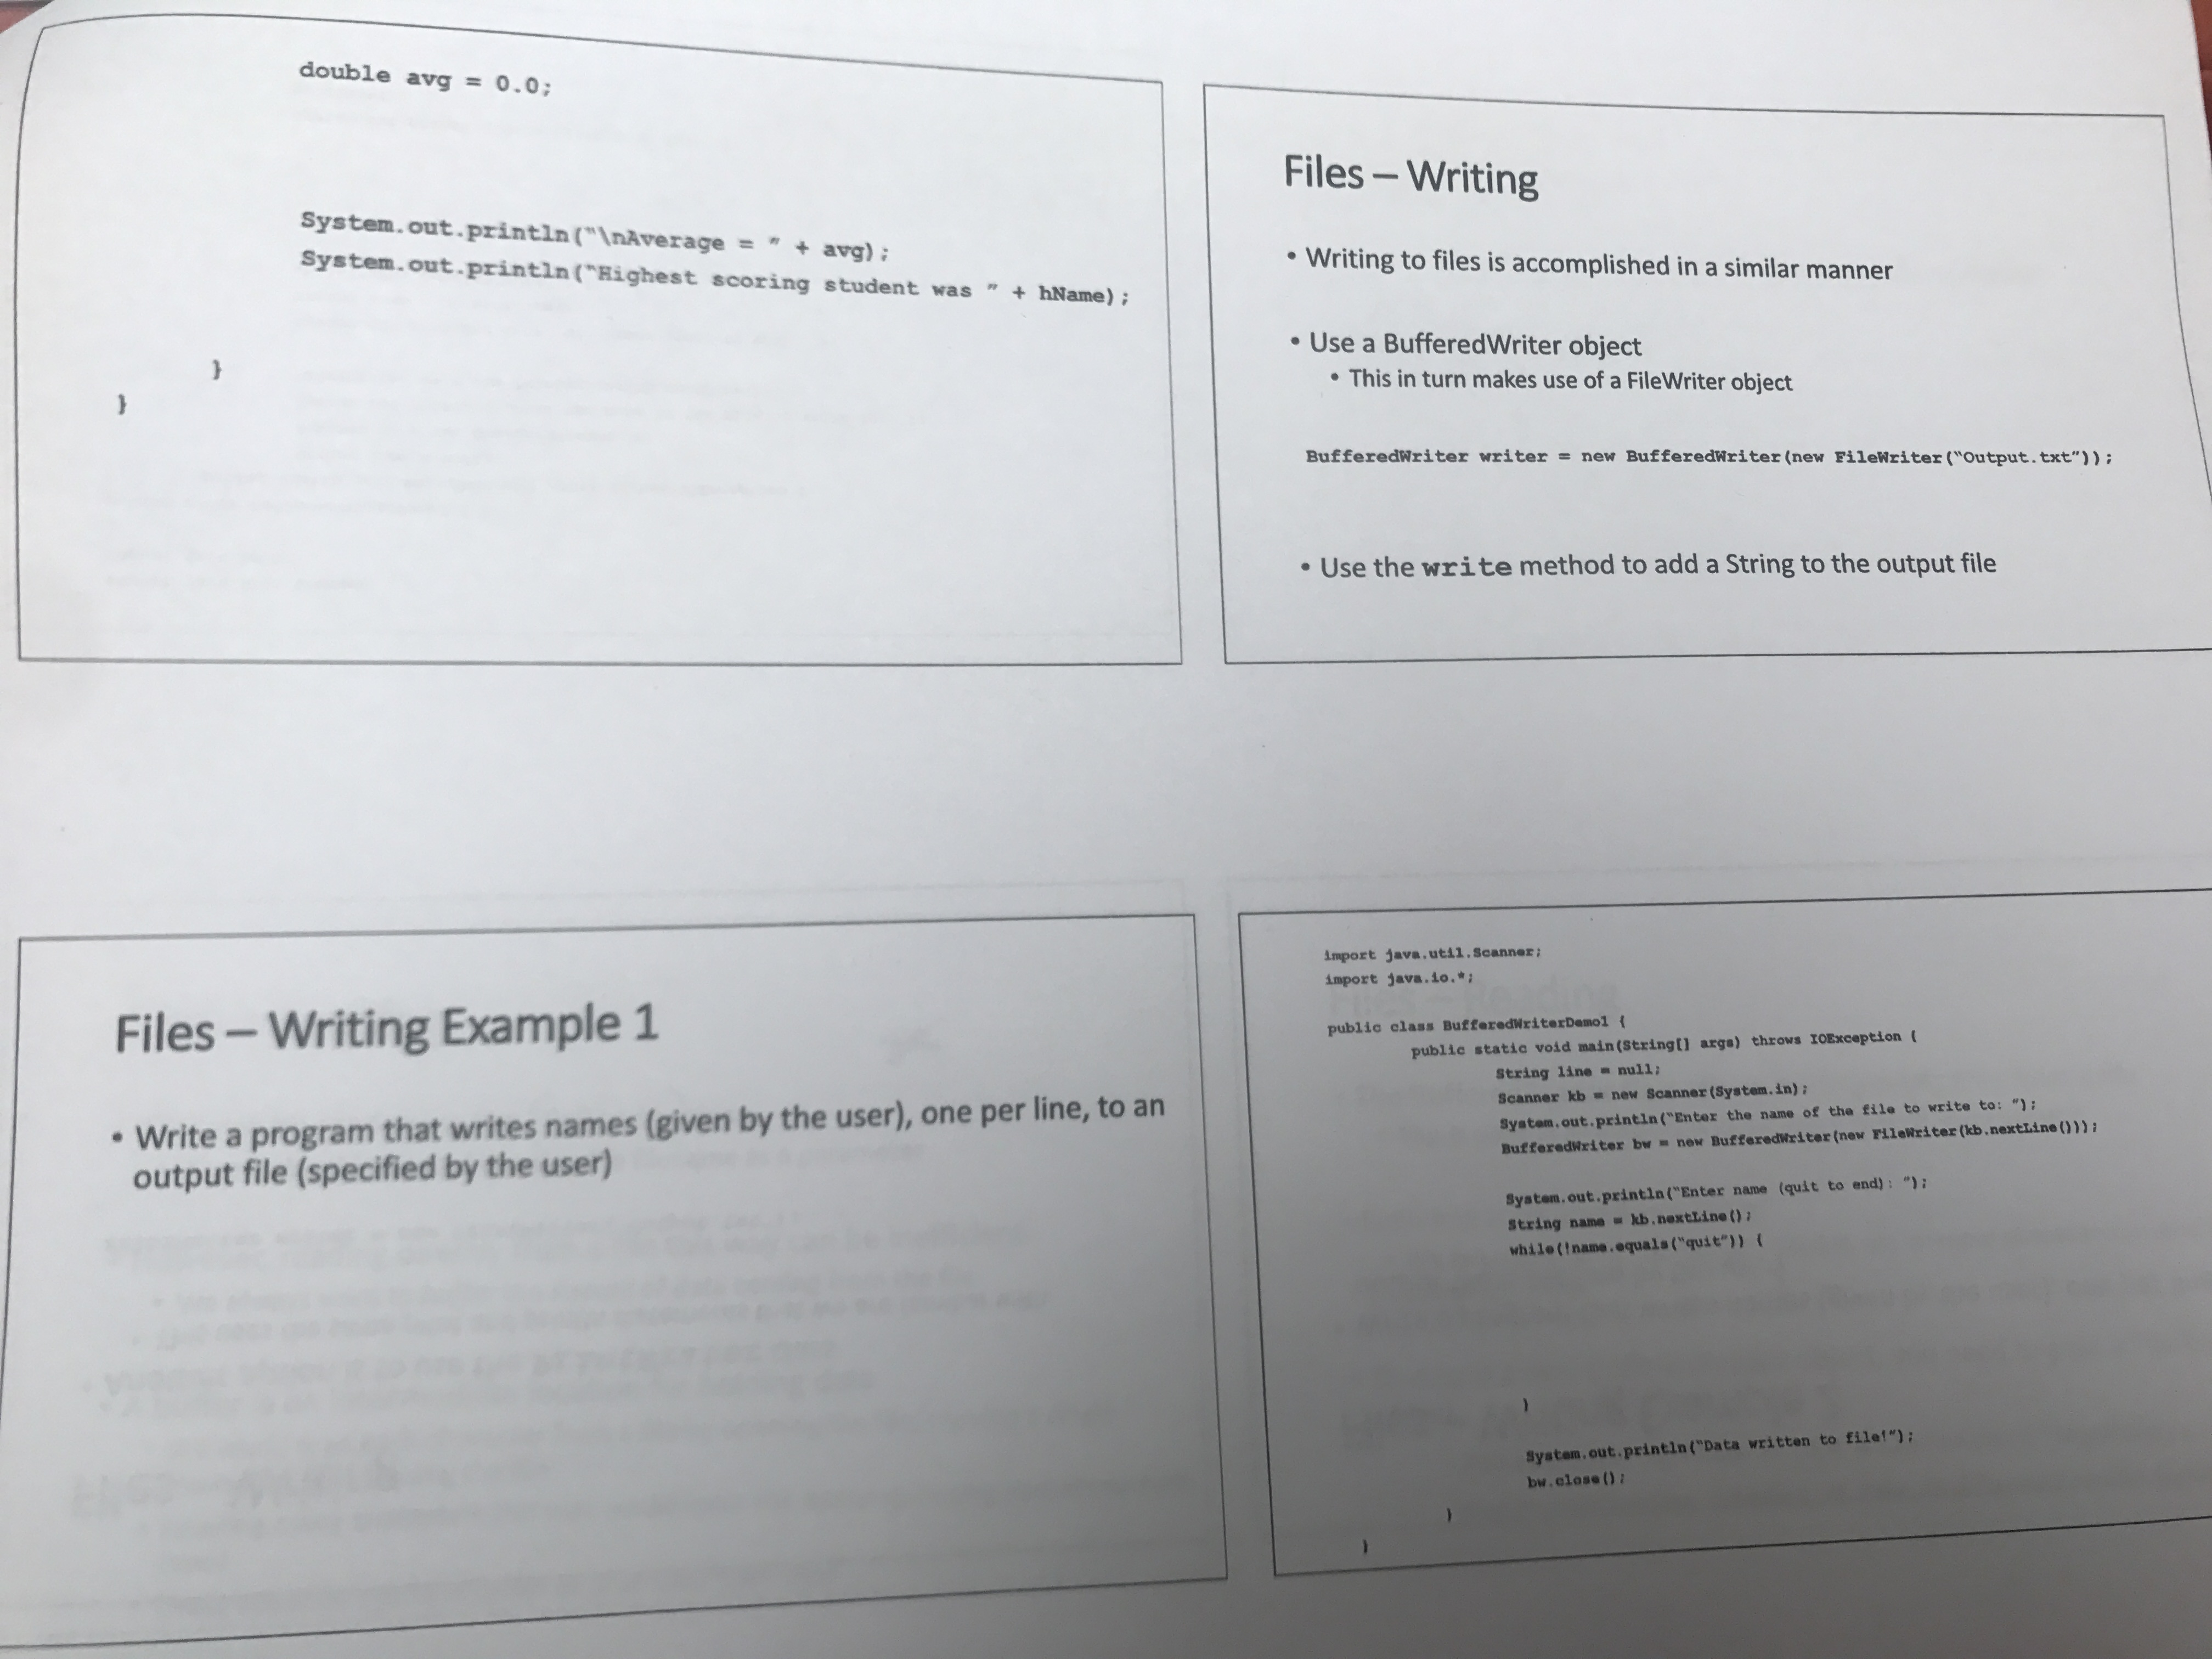 double avg = 0.0;
System.out.println("\nAverage = " + avg);
System.out.println("Highest scoring student was " + hName);
}
}
Files – Writing
• Writing to files is accomplished in a similar manner
• Use a BufferedWriter object
• This in turn makes use of a FileWriter object
BufferedWriter writer = new BufferedWriter(new FileWriter("Output.txt"));
• Use the write method to add a String to the output file
Files – Writing Example 1
• Write a program that writes names (given by the user), one per line, to an
output file (specified by the user)
import java.util.Scanner;
import java.io.*;
public class BufferedWriterDemo1 {
public static void main(String[] args) throws IOException {
String line = null;
Scanner kb = new Scanner(System.in);
System.out.println("Enter the name of the file to write to: ");
BufferedWriter bw = new BufferedWriter(new FileWriter(kb.nextLine()));
System.out.println("Enter name (quit to end): ");
String name = kb.nextLine();
while(!name.equals("quit")) {
}
System.out.println("Data written to file!");
bw.close();
}
}